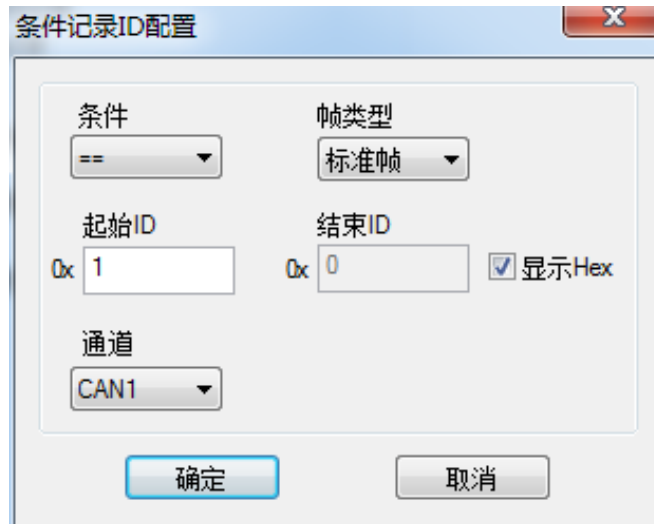 条件记录ID配置
条件 帧类型
== 标准帧
起始ID 结束ID
0x 1 0x 0 显示Hex
通道
CAN1
确定 取消